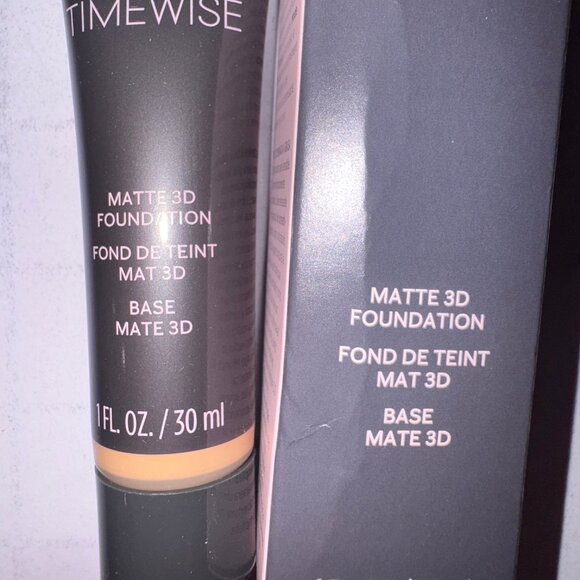 TIMEWISE
MATTE 3D
FOUNDATION
FOND DE TEINT
MAT 3D
BASE
MATE 3D
1 FL. OZ. / 30 ml
MATTE 3D
FOUNDATION
FOND DE TEINT
MAT 3D
BASE
MATE 3D